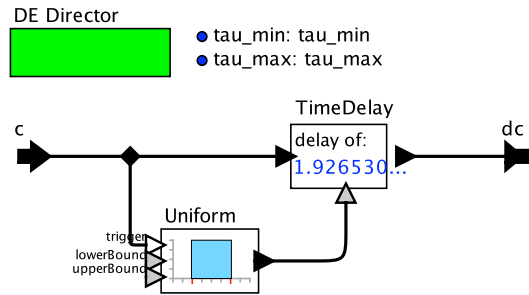 DE Director
tau_min: tau_min
tau_max: tau_max
TimeDelay
c
delay of:
dc
1.926530...
Uniform
trigger
lowerBound
upperBound